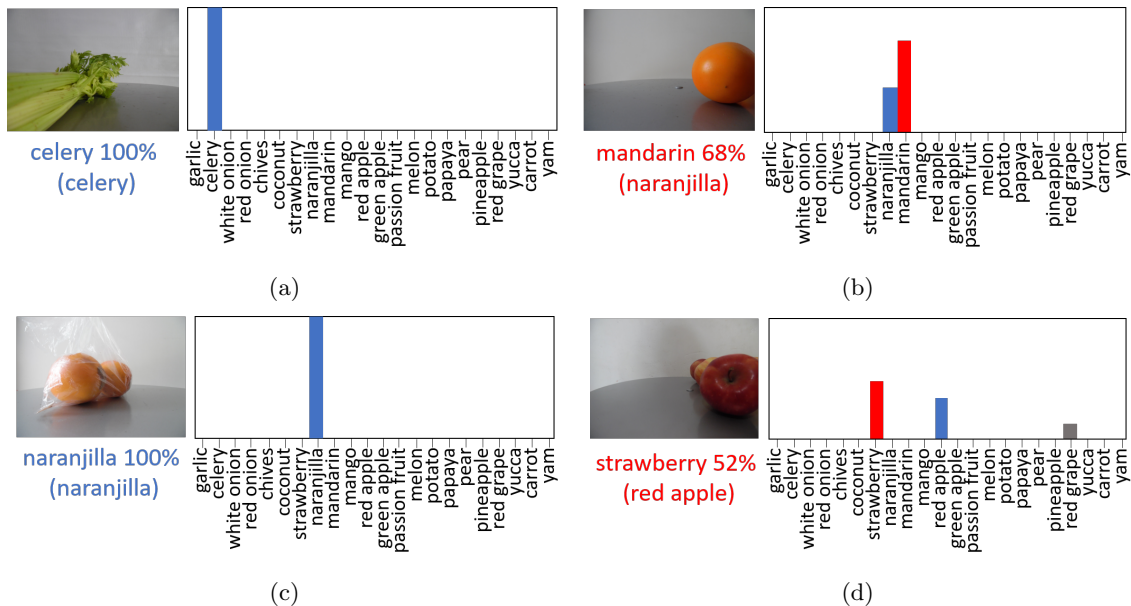 celery 100%
(celery)
garlic
celery
white onion
red onion
chives
coconut
strawberry
naranjilla
mandarin
mango
red apple
green apple
passion fruit
melon
potato
papaya
pear
pineapple
red grape
yucca
carrot
yam
(a)
mandarin 68%
(naranjilla)
garlic
celery
white onion
red onion
chives
coconut
strawberry
naranjilla
mandarin
mango
red apple
green apple
passion fruit
melon
potato
papaya
pear
pineapple
red grape
yucca
carrot
yam
(b)
naranjilla 100%
(naranjilla)
garlic
celery
white onion
red onion
chives
coconut
strawberry
naranjilla
mandarin
mango
red apple
green apple
passion fruit
melon
potato
papaya
pear
pineapple
red grape
yucca
carrot
yam
(c)
strawberry 52%
(red apple)
garlic
celery
white onion
red onion
chives
coconut
strawberry
naranjilla
mandarin
mango
red apple
green apple
passion fruit
melon
potato
papaya
pear
pineapple
red grape
yucca
carrot
yam
(d)